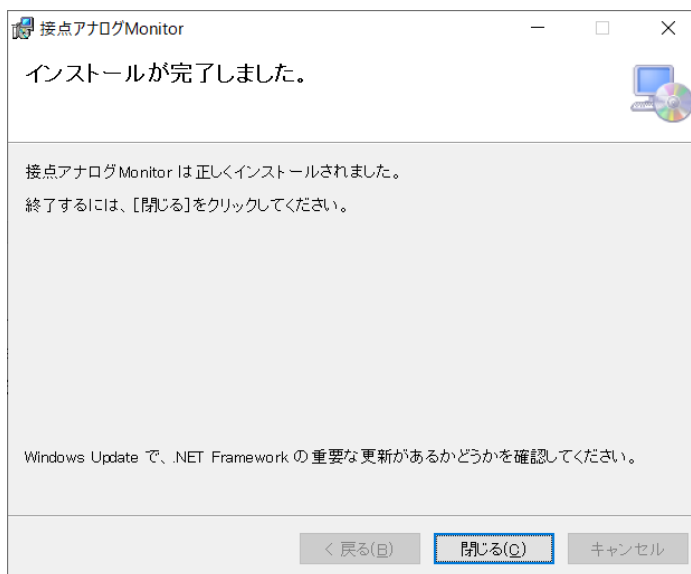 接点アナログMonitor
インストールが完了しました。
接点アナログMonitor は正しくインストールされました。
終了するには、[閉じる]をクリックしてください。
Windows Update で、.NET Framework の重要な更新があるかどうかを確認してください。
< 戻る(B) 閉じる(C) キャンセル